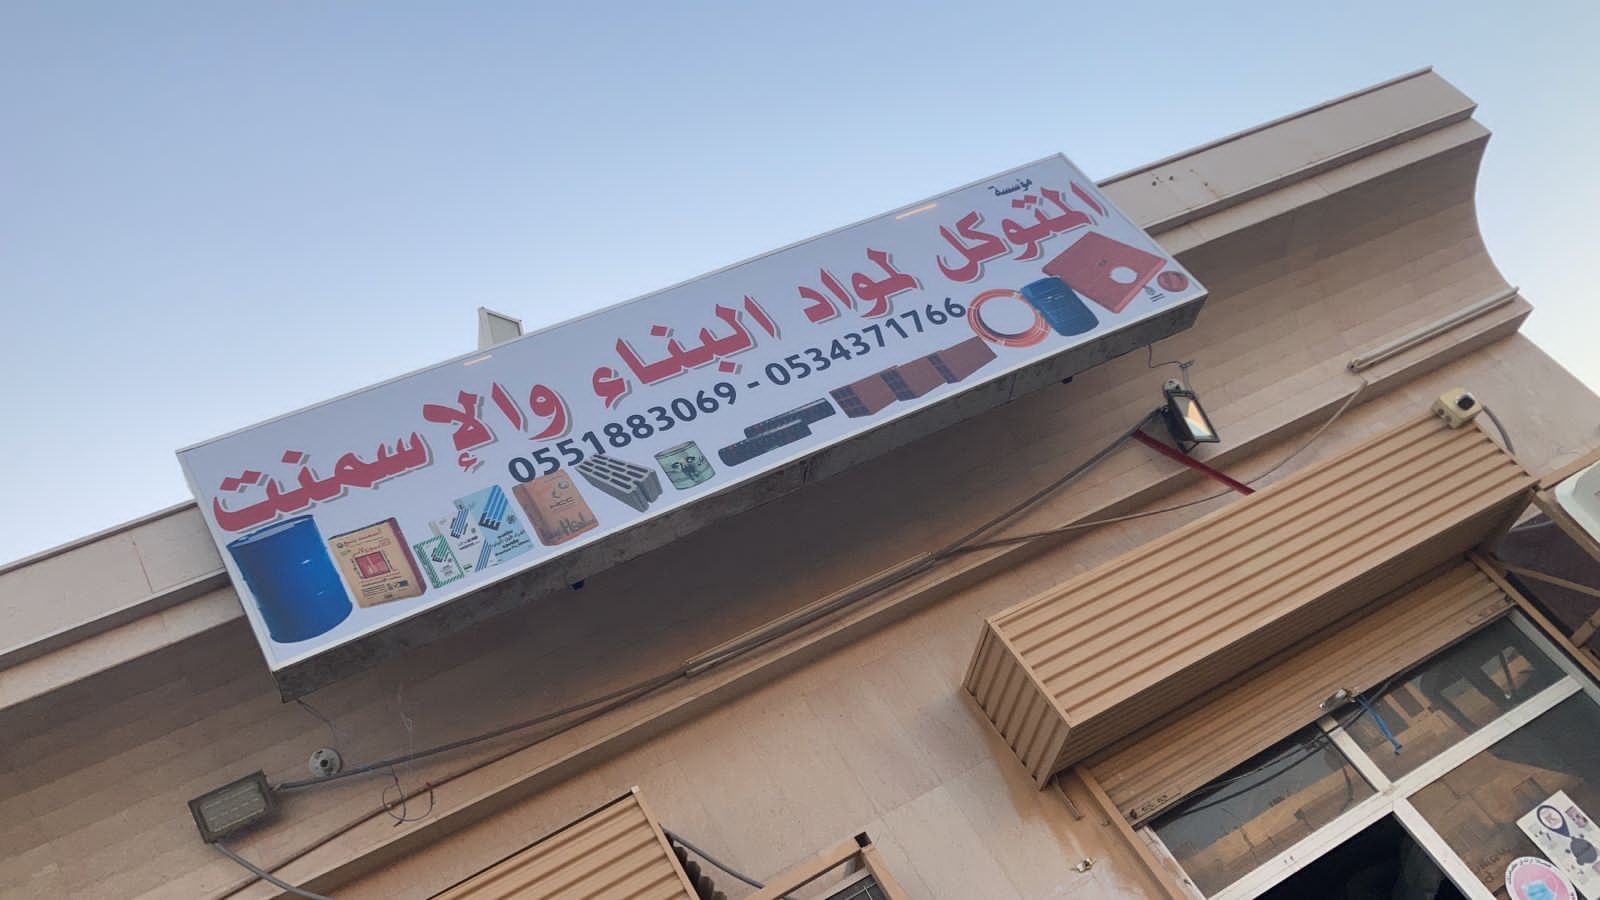 مؤسسة
المتوكل لمواد البناء والإسمنت
0551883069 - 0534371766